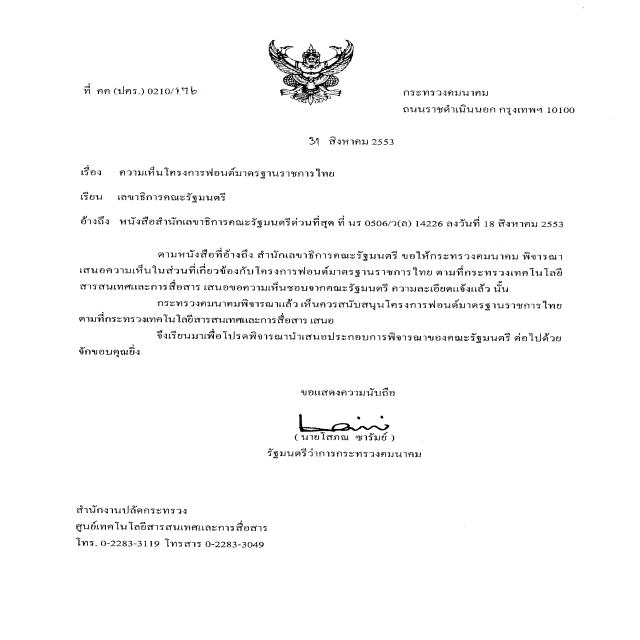 ที่ คค (ปคร.) 0210/๖๖
กระทรวงคมนาคม
ถนนราชดำเนินนอก กรุงเทพฯ 10100
31 สิงหาคม 2553
เรื่อง ความเห็นโครงการฟอนต์มาตรฐานราชการไทย
เรียน เลขาธิการคณะรัฐมนตรี
อ้างถึง หนังสือสำนักเลขาธิการคณะรัฐมนตรีด่วนที่สุด ที่ นร 0506/ว(ล) 14226 ลงวันที่ 18 สิงหาคม 2553
ตามหนังสือที่อ้างถึง สำนักเลขาธิการคณะรัฐมนตรี ขอให้กระทรวงคมนาคม พิจารณา
เสนอความเห็นในส่วนที่เกี่ยวข้องกับโครงการฟอนต์มาตรฐานราชการไทย ตามที่กระทรวงเทคโนโลยี
สารสนเทศและการสื่อสาร เสนอขอความเห็นชอบจากคณะรัฐมนตรี ความละเอียดแจ้งแล้ว นั้น
กระทรวงคมนาคมพิจารณาแล้ว เห็นควรสนับสนุนโครงการฟอนต์มาตรฐานราชการไทย
ตามที่กระทรวงเทคโนโลยีสารสนเทศและการสื่อสาร เสนอ
จึงเรียนมาเพื่อโปรดพิจารณานำเสนอประกอบการพิจารณาของคณะรัฐมนตรี ต่อไปด้วย
จักขอบคุณยิ่ง
ขอแสดงความนับถือ
( นายโสภณ ซารัมย์ )
รัฐมนตรีว่าการกระทรวงคมนาคม
สำนักงานปลัดกระทรวง
ศูนย์เทคโนโลยีสารสนเทศและการสื่อสาร
โทร. 0-2283-3119 โทรสาร 0-2283-3049